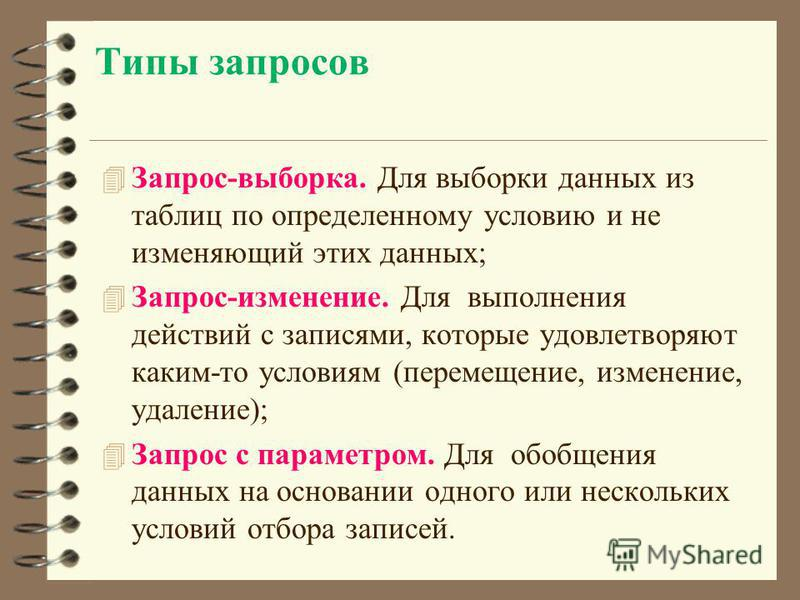 Типы запросов
Запрос-выборка. Для выборки данных из
таблиц по определенному условию и не
изменяющий этих данных;
Запрос-изменение. Для выполнения
действий с записями, которые удовлетворяют
каким-то условиям (перемещение, изменение,
удаление);
Запрос с параметром. Для обобщения
данных на основании одного или нескольких
условий отбора записей.
MyShared